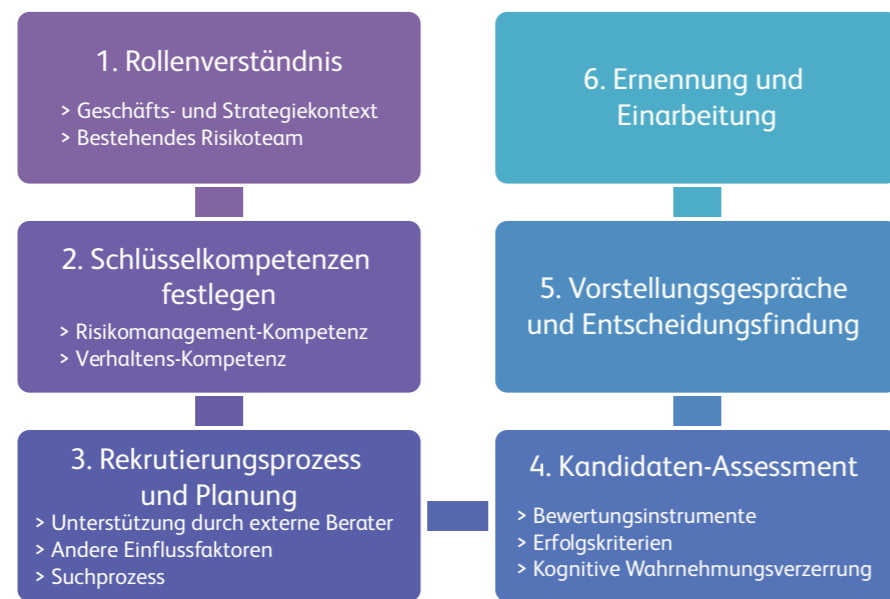 1. Rollenverständnis
> Geschäfts- und Strategiekontext
> Bestehendes Risikoteam
2. Schlüsselkompetenzen
festlegen
> Risikomanagement-Kompetenz
> Verhaltens-Kompetenz
3. Rekrutierungsprozess
und Planung
> Unterstützung durch externe Berater
> Andere Einflussfaktoren
> Suchprozess
4. Kandidaten-Assessment
> Bewertungsinstrumente
> Erfolgskriterien
> Kognitive Wahrnehmungsverzerrung
5. Vorstellungsgespräche
und Entscheidungsfindung
6. Ernennung und
Einarbeitung